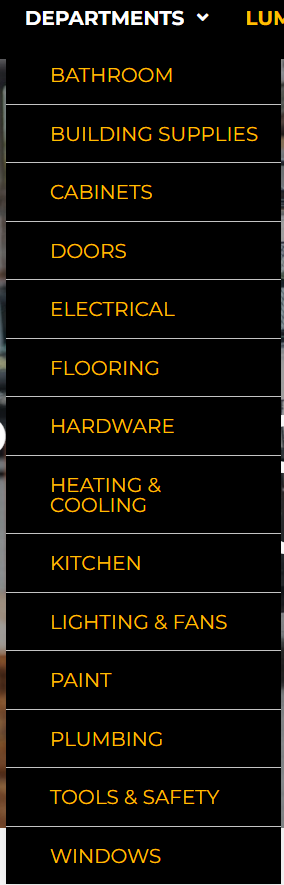 DEPARTMENTS LUM
BATHROOM
BUILDING SUPPLIES
CABINETS
DOORS
ELECTRICAL
FLOORING
HARDWARE
HEATING &
COOLING
KITCHEN
LIGHTING & FANS
PAINT
PLUMBING
TOOLS & SAFETY
WINDOWS